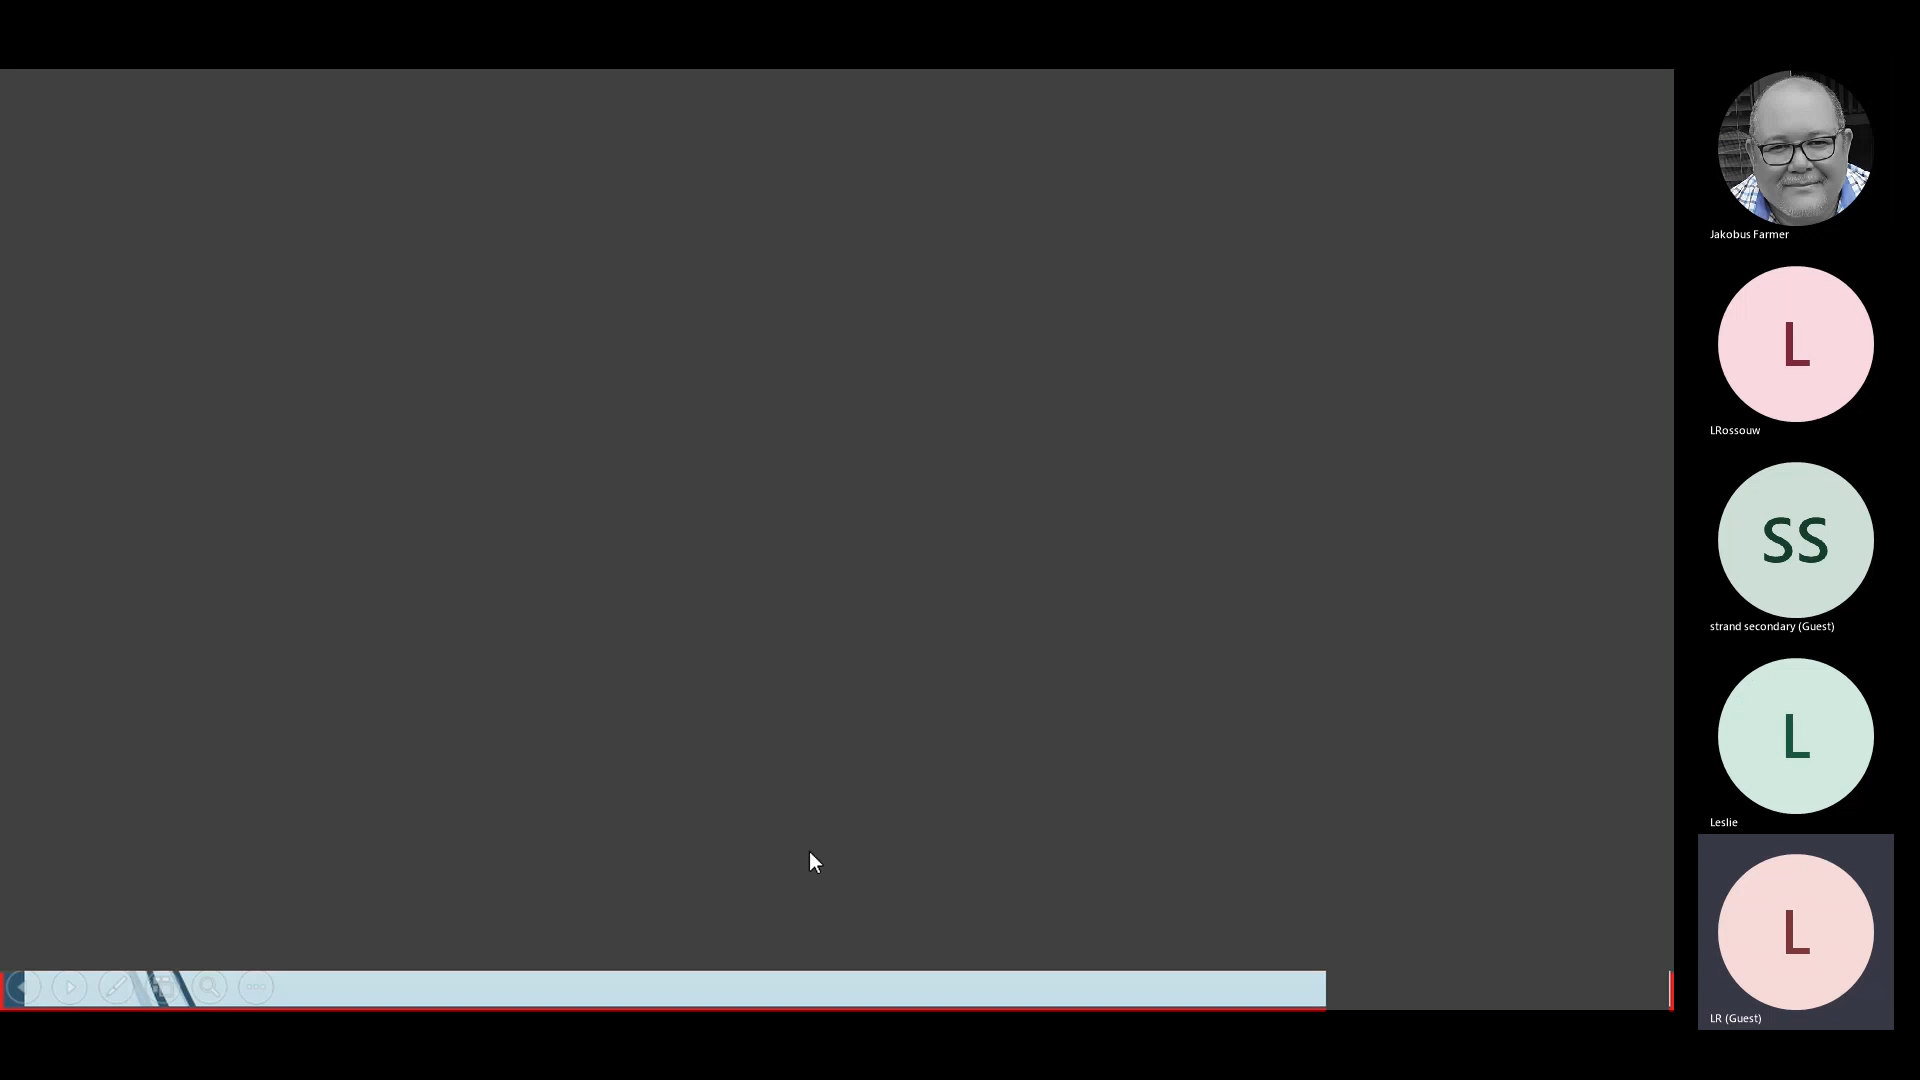 Jakobus Farmer
L
LRossouw
SS
strand secondary (Guest)
L
Leslie
L
LR (Guest)